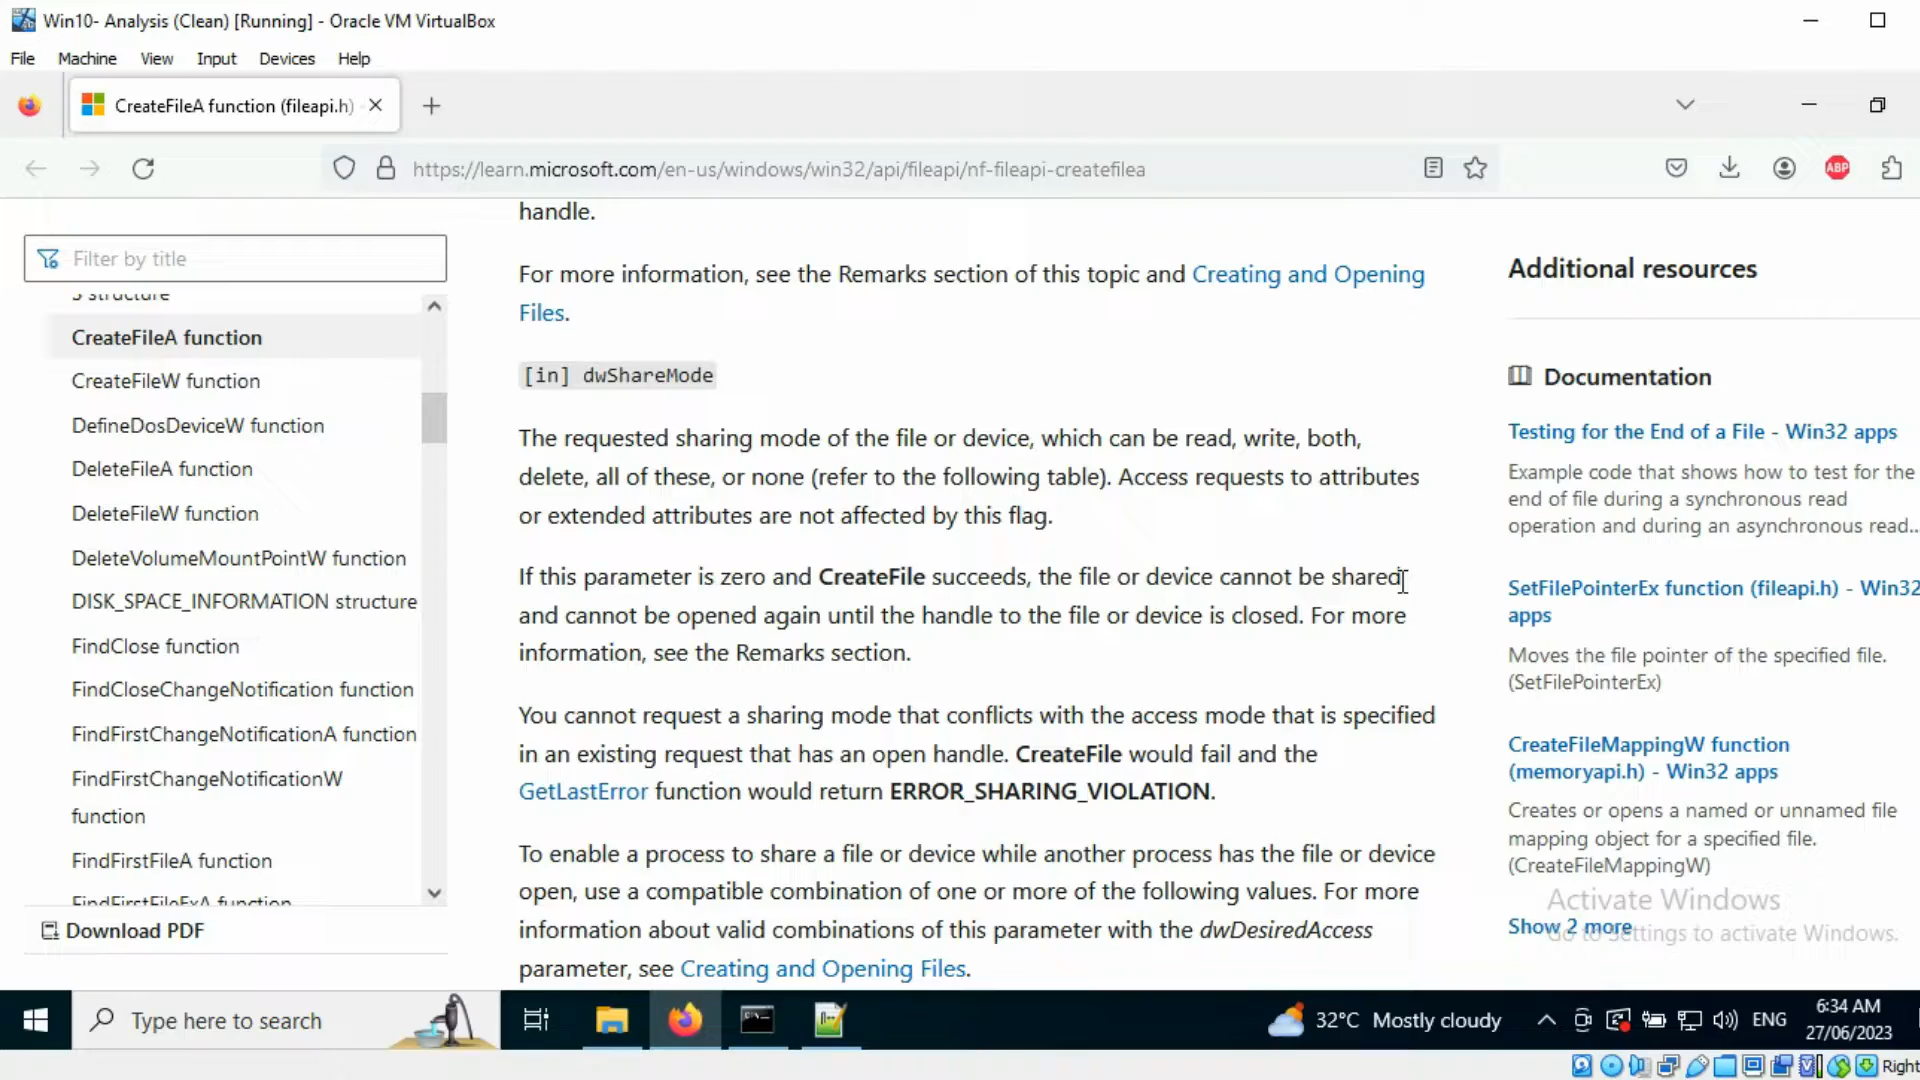 Win10- Analysis (Clean) [Running] - Oracle VM VirtualBox
File Machine View Input Devices Help
CreateFileA function (fileapi.h)
https://learn.microsoft.com/en-us/windows/win32/api/fileapi/nf-fileapi-createfilea
ABP
Filter by title
structure
CreateFileA function
CreateFileW function
DefineDosDeviceW function
DeleteFileA function
DeleteFileW function
DeleteVolumeMountPointW function
DISK_SPACE_INFORMATION structure
FindClose function
FindCloseChangeNotification function
FindFirstChangeNotificationA function
FindFirstChangeNotificationW
function
FindFirstFileA function
FindFirstFileExA function
Download PDF
handle.
For more information, see the Remarks section of this topic and Creating and Opening
Files.
[in] dwShareMode
The requested sharing mode of the file or device, which can be read, write, both,
delete, all of these, or none (refer to the following table). Access requests to attributes
or extended attributes are not affected by this flag.
If this parameter is zero and CreateFile succeeds, the file or device cannot be shared
and cannot be opened again until the handle to the file or device is closed. For more
information, see the Remarks section.
You cannot request a sharing mode that conflicts with the access mode that is specified
in an existing request that has an open handle. CreateFile would fail and the
GetLastError function would return ERROR_SHARING_VIOLATION.
To enable a process to share a file or device while another process has the file or device
open, use a compatible combination of one or more of the following values. For more
information about valid combinations of this parameter with the dwDesiredAccess
parameter, see Creating and Opening Files.
Additional resources
Documentation
Testing for the End of a File - Win32 apps
Example code that shows how to test for the
end of file during a synchronous read
operation and during an asynchronous read...
SetFilePointerEx function (fileapi.h) - Win32
apps
Moves the file pointer of the specified file.
(SetFilePointerEx)
CreateFileMappingW function
(memoryapi.h) - Win32 apps
Creates or opens a named or unnamed file
mapping object for a specified file.
(CreateFileMappingW)
Show 2 more
Activate Windows
Go to Settings to activate Windows.
Type here to search
32°C Mostly cloudy
ENG
6:34 AM
27/06/2023
Right